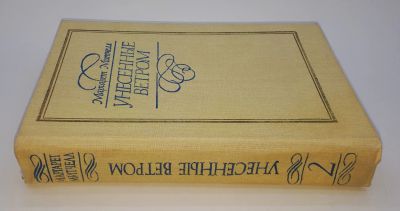 Маргарет Митчелл
УНЕСЕННЫЕ
ВЕТРОМ
МАРГАРЕТ
МИТЧЕЛЛ
УНЕСЕННЫЕ ВЕТРОМ
2